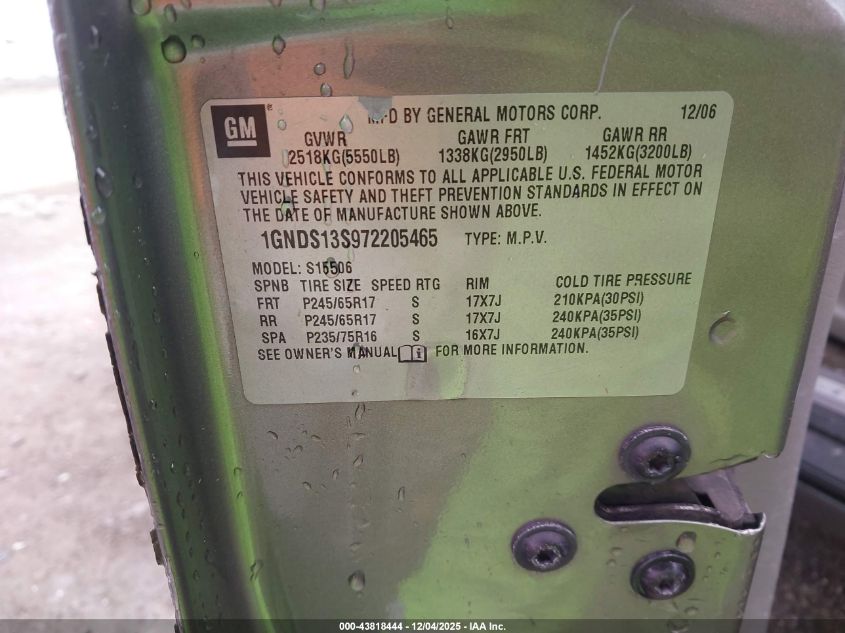 GM
MFD BY GENERAL MOTORS CORP. 12/06
GVWR GAWR FRT GAWR RR
2518KG(5550LB) 1338KG(2950LB) 1452KG(3200LB)
THIS VEHICLE CONFORMS TO ALL APPLICABLE U.S. FEDERAL MOTOR
VEHICLE SAFETY AND THEFT PREVENTION STANDARDS IN EFFECT ON
THE DATE OF MANUFACTURE SHOWN ABOVE.
1GNDS13S972205465 TYPE: M.P.V.
MODEL: S15506
SPNB TIRE SIZE SPEED RTG RIM COLD TIRE PRESSURE
FRT P245/65R17 S 17X7J 210KPA(30PSI)
RR P245/65R17 S 17X7J 240KPA(35PSI)
SPA P235/75R16 S 16X7J 240KPA(35PSI)
SEE OWNER'S MANUAL i FOR MORE INFORMATION.
000-43818444 - 12/04/2025 - IAA Inc.